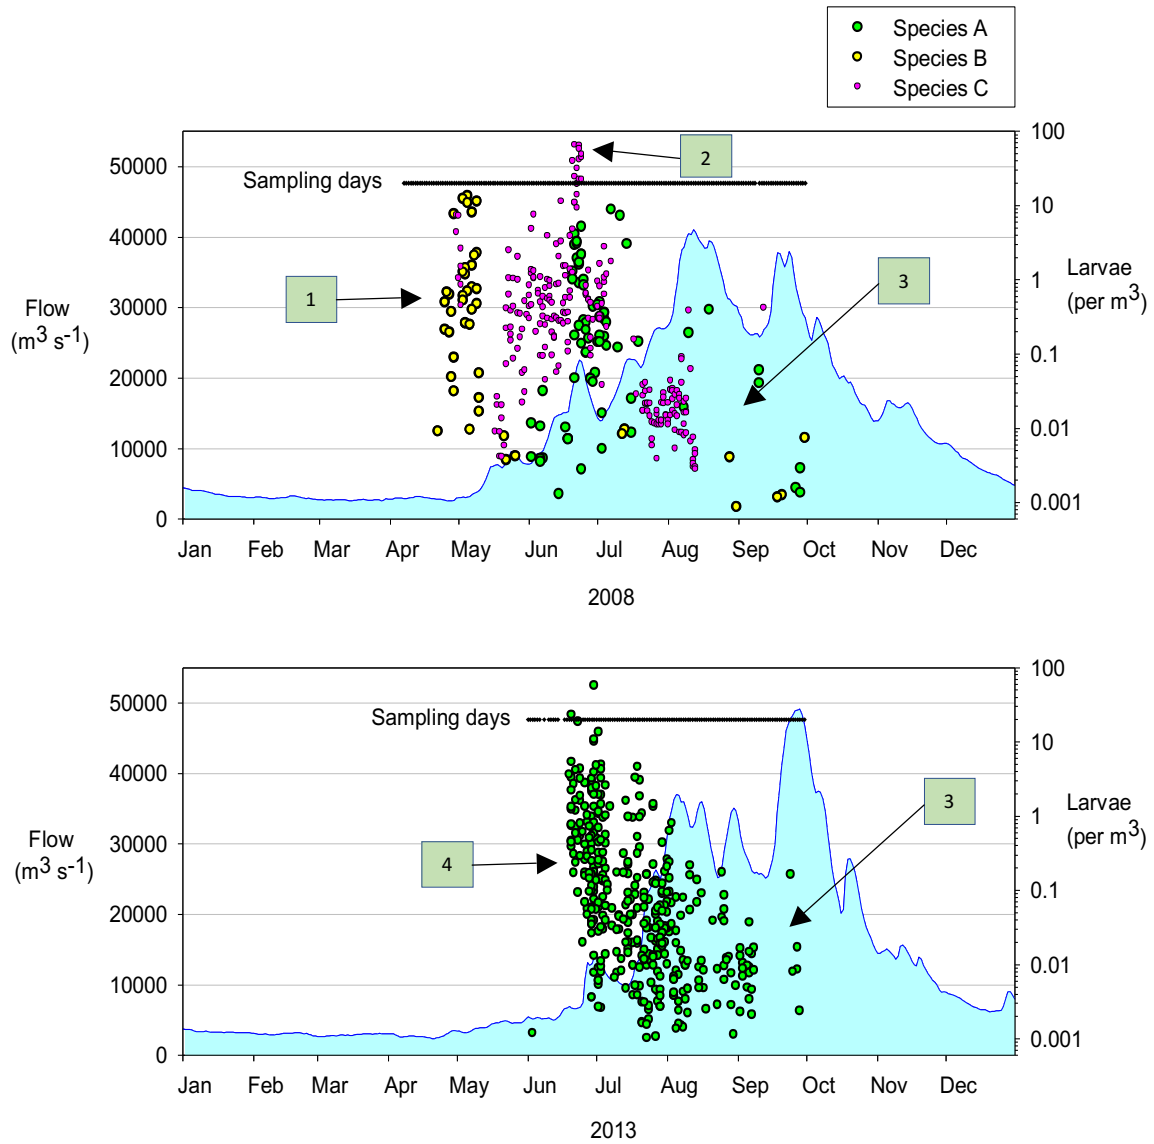 Species A
Species B
Species C
100
50000
2
Sampling days
10
40000
1
3
1
Larvae
(per m3)
Flow
(m3 s-1)
30000
0.1
20000
0.01
10000
0.001
0
Jan Feb Mar Apr May Jun Jul Aug Sep Oct Nov Dec
2008
100
50000
Sampling days
10
40000
3
1
Larvae
(per m3)
Flow
(m3 s-1)
30000
4
0.1
20000
0.01
10000
0.001
0
Jan Feb Mar Apr May Jun Jul Aug Sep Oct Nov Dec
2013